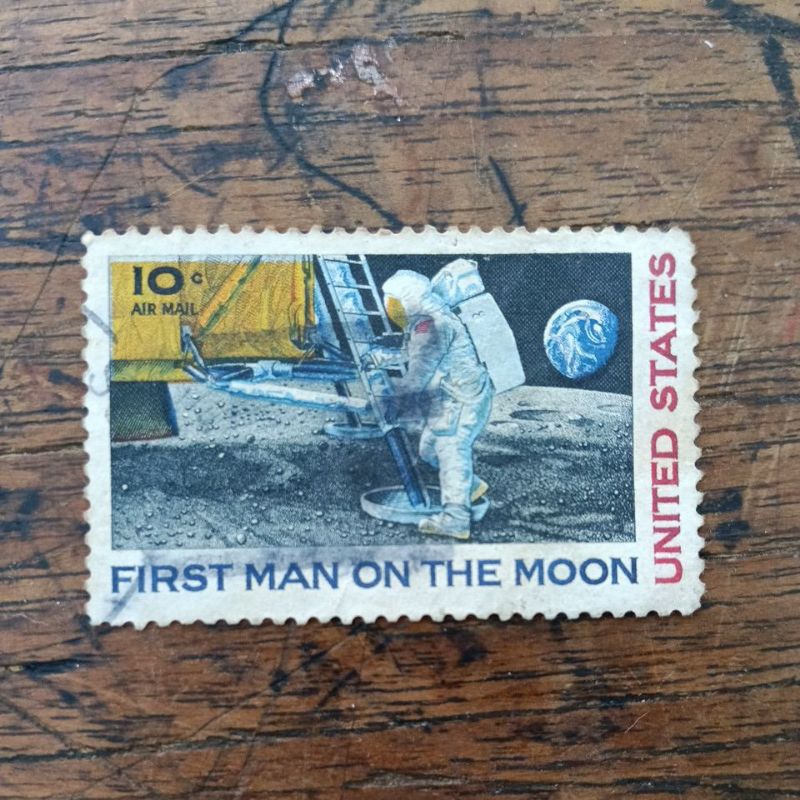 10c
AIR MAIL
FIRST MAN ON THE MOON
UNITED STATES